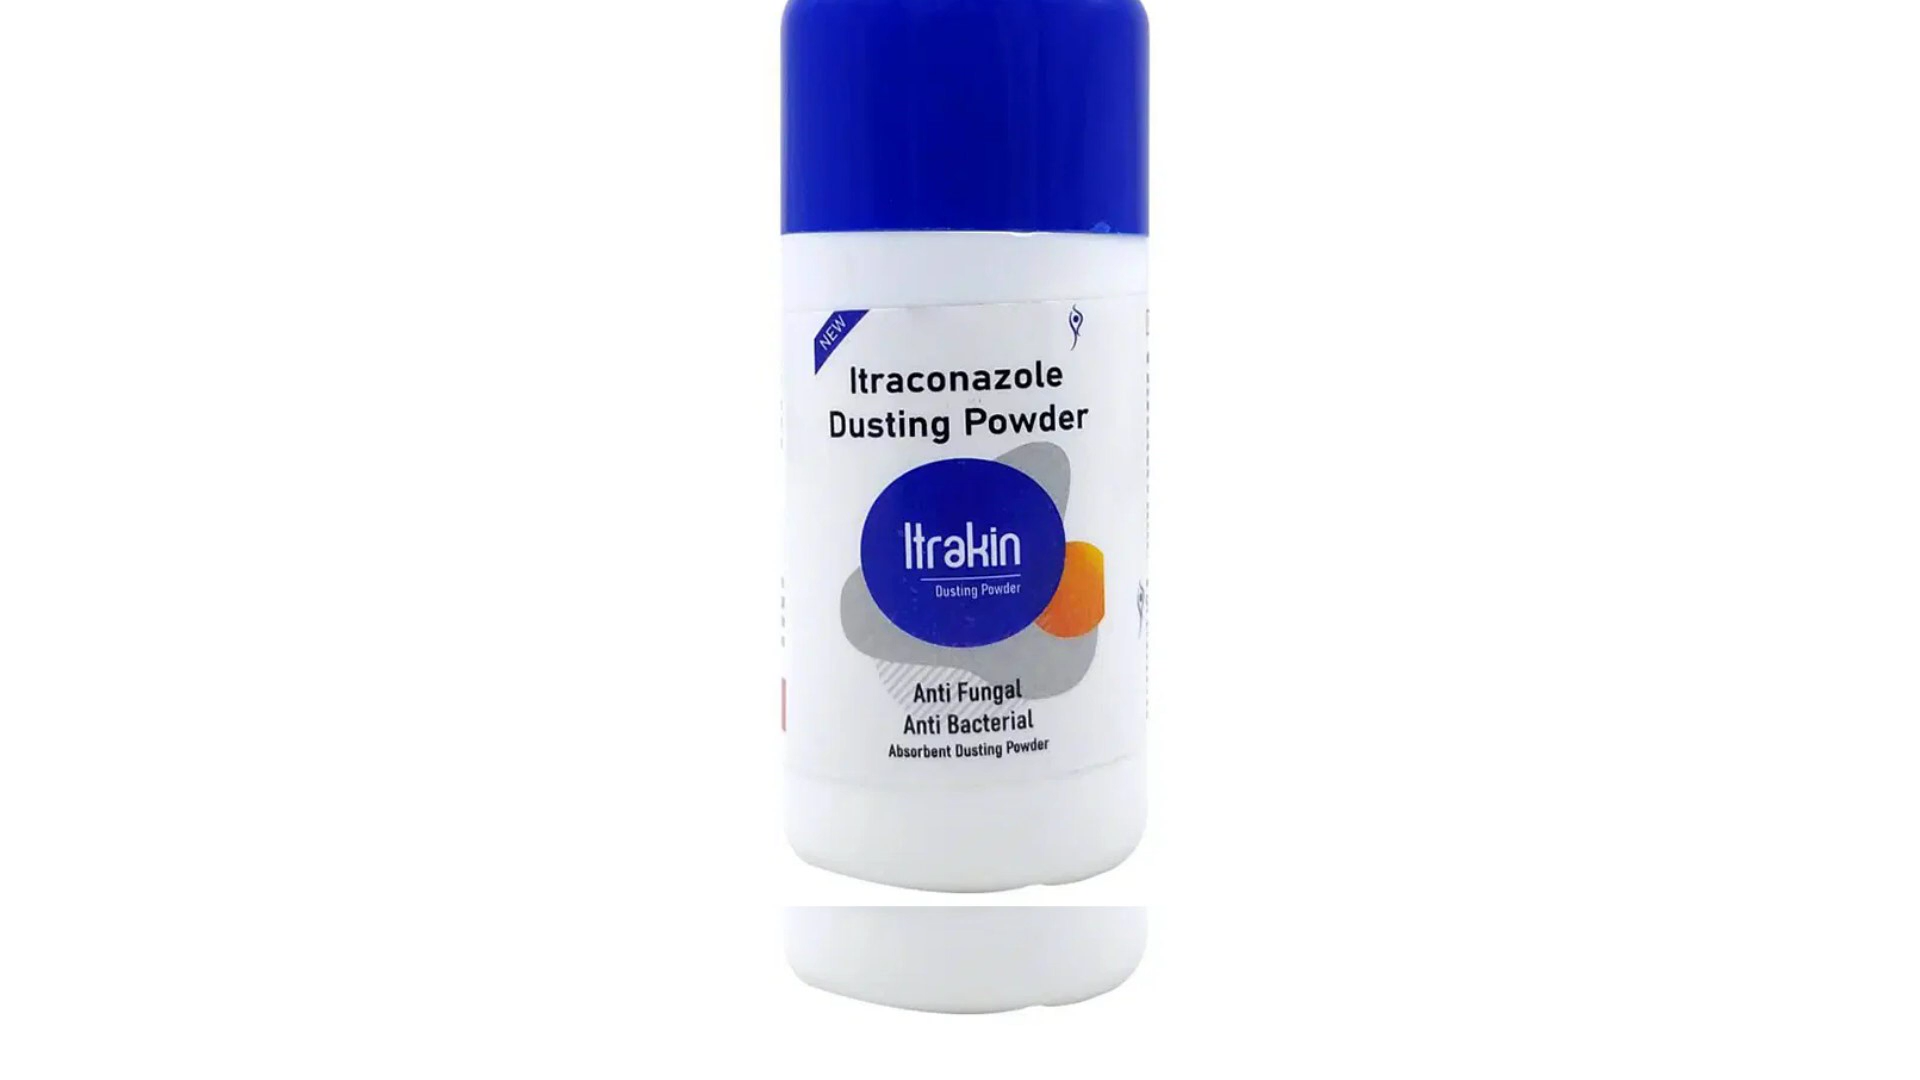 NEW
Itraconazole
Dusting Powder
Itrakin
Dusting Powder
Anti Fungal
Anti Bacterial
Absorbent Dusting Powder